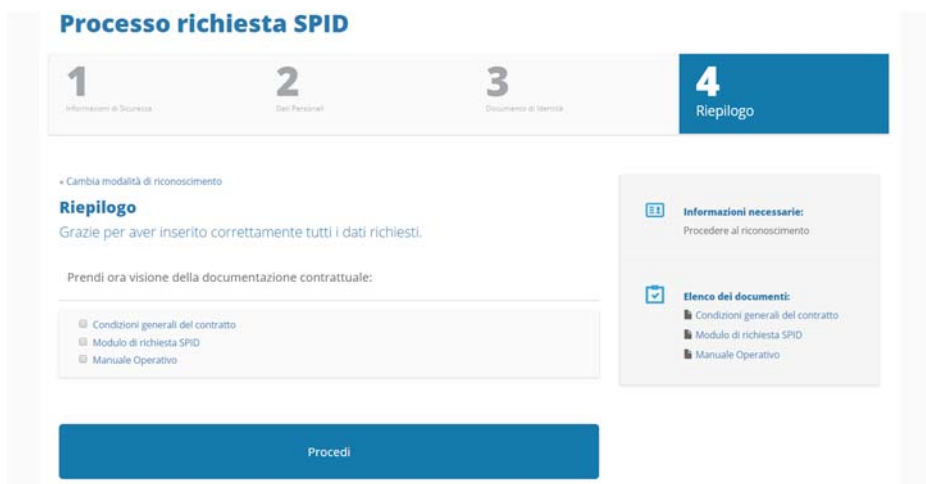 Processo richiesta SPID
1
Informazioni di Sicurezza
2
Dati Personali
3
Documento di Identità
4
Riepilogo
« Cambia modalità di riconoscimento
Riepilogo
Grazie per aver inserito correttamente tutti i dati richiesti.
Prendi ora visione della documentazione contrattuale:
Condizioni generali del contratto
Modulo di richiesta SPID
Manuale Operativo
Procedi
Informazioni necessarie:
Procedere al riconoscimento
Elenco dei documenti:
Condizioni generali del contratto
Modulo di richiesta SPID
Manuale Operativo